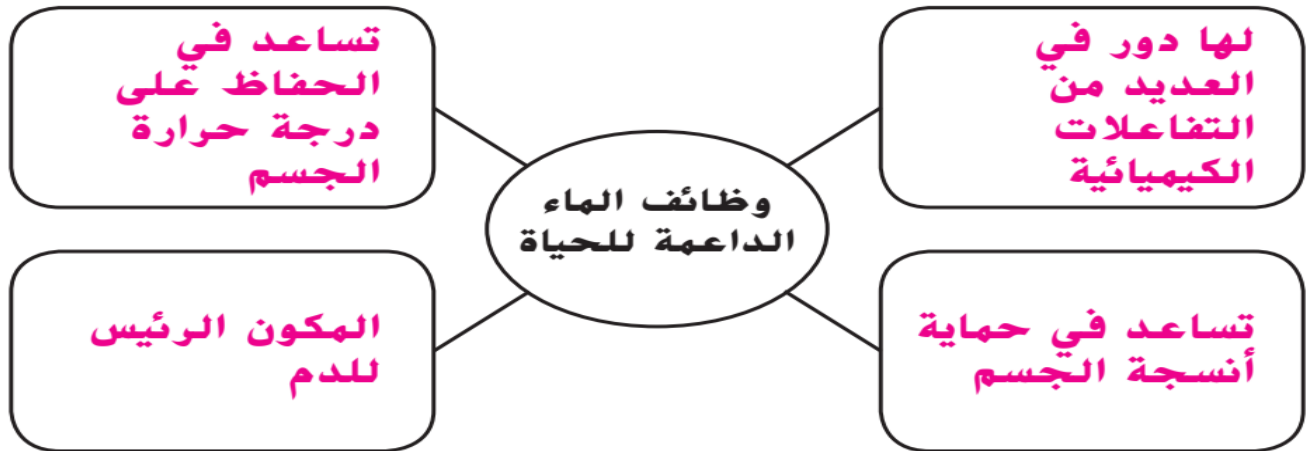 لها دور في
العديد من
التفاعلات
الكيميائية
تساعد في
الحفاظ على
درجة حرارة
الجسم
وظائف الماء
الداعمة للحياة
تساعد في حماية
أنسجة الجسم
المكون الرئيس
للدم